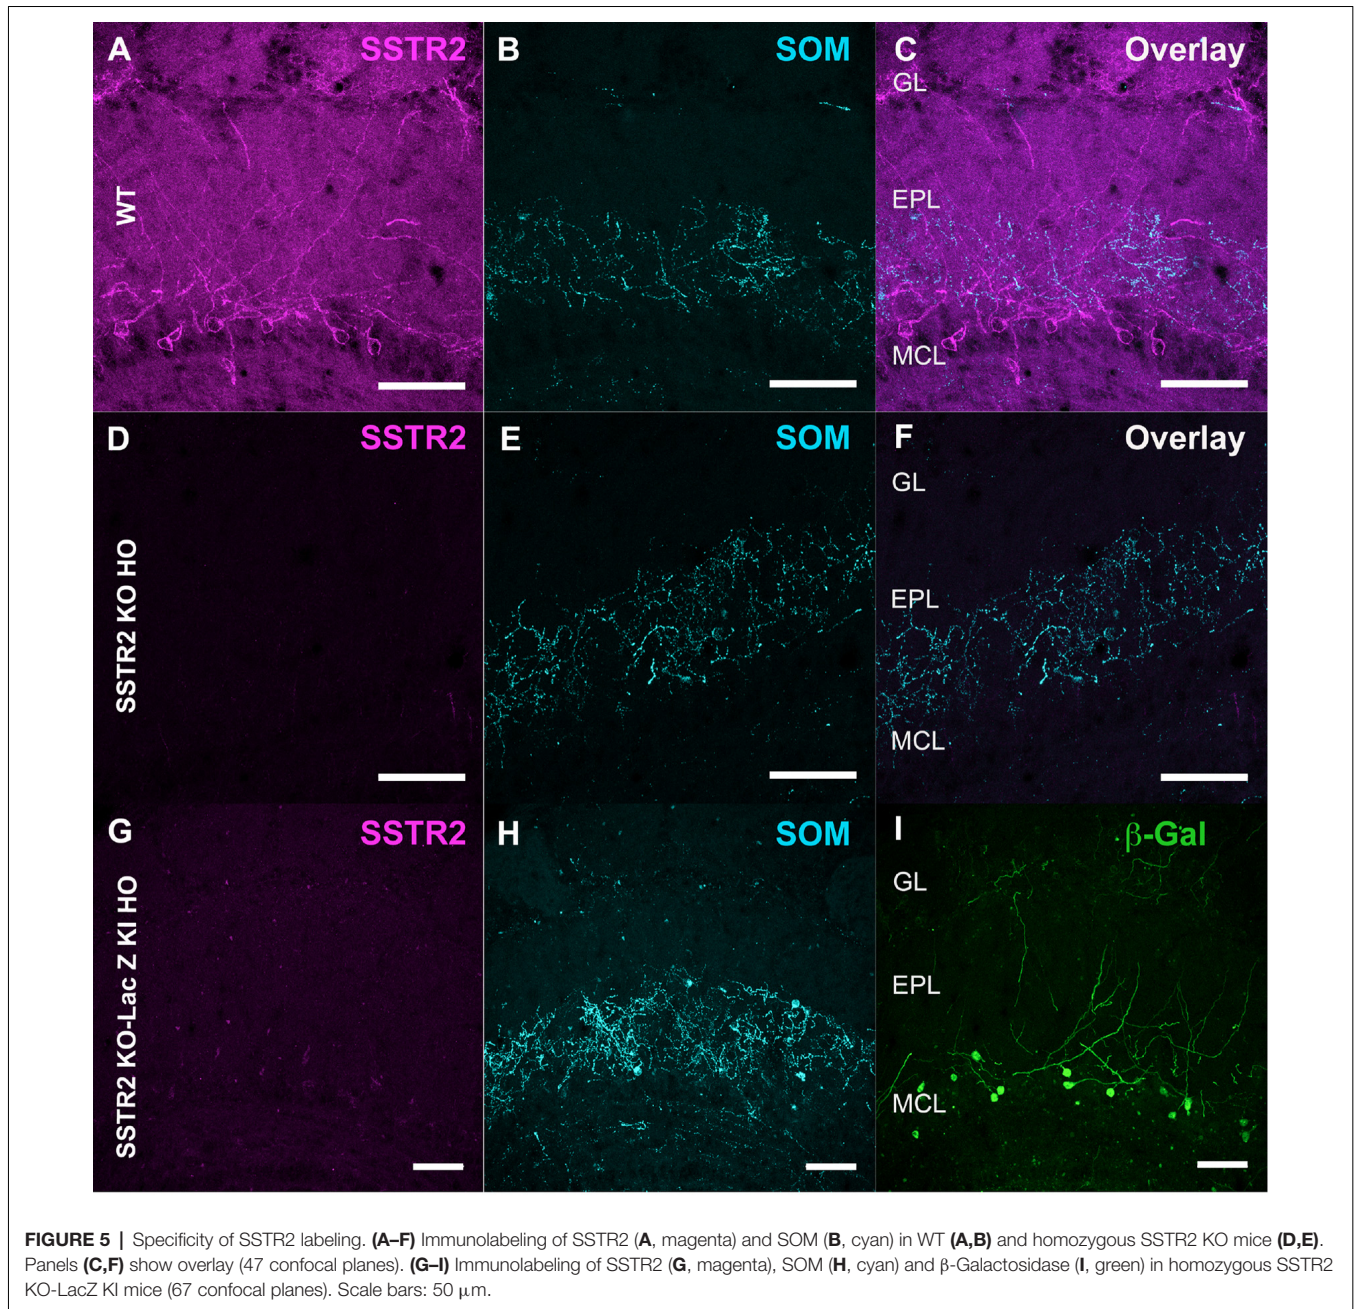 A SSTR2
B SOM
C Overlay
GL
WT
EPL
MCL
D SSTR2
E SOM
F Overlay
GL
SSTR2 KO HO
EPL
MCL
G SSTR2
H SOM
I β-Gal
GL
SSTR2 KO-Lac Z KI HO
EPL
MCL
FIGURE 5 | Specificity of SSTR2 labeling. (A–F) Immunolabeling of SSTR2 (A, magenta) and SOM (B, cyan) in WT (A,B) and homozygous SSTR2 KO mice (D,E).
Panels (C,F) show overlay (47 confocal planes). (G–I) Immunolabeling of SSTR2 (G, magenta), SOM (H, cyan) and β-Galactosidase (I, green) in homozygous SSTR2
KO-LacZ KI mice (67 confocal planes). Scale bars: 50 μm.